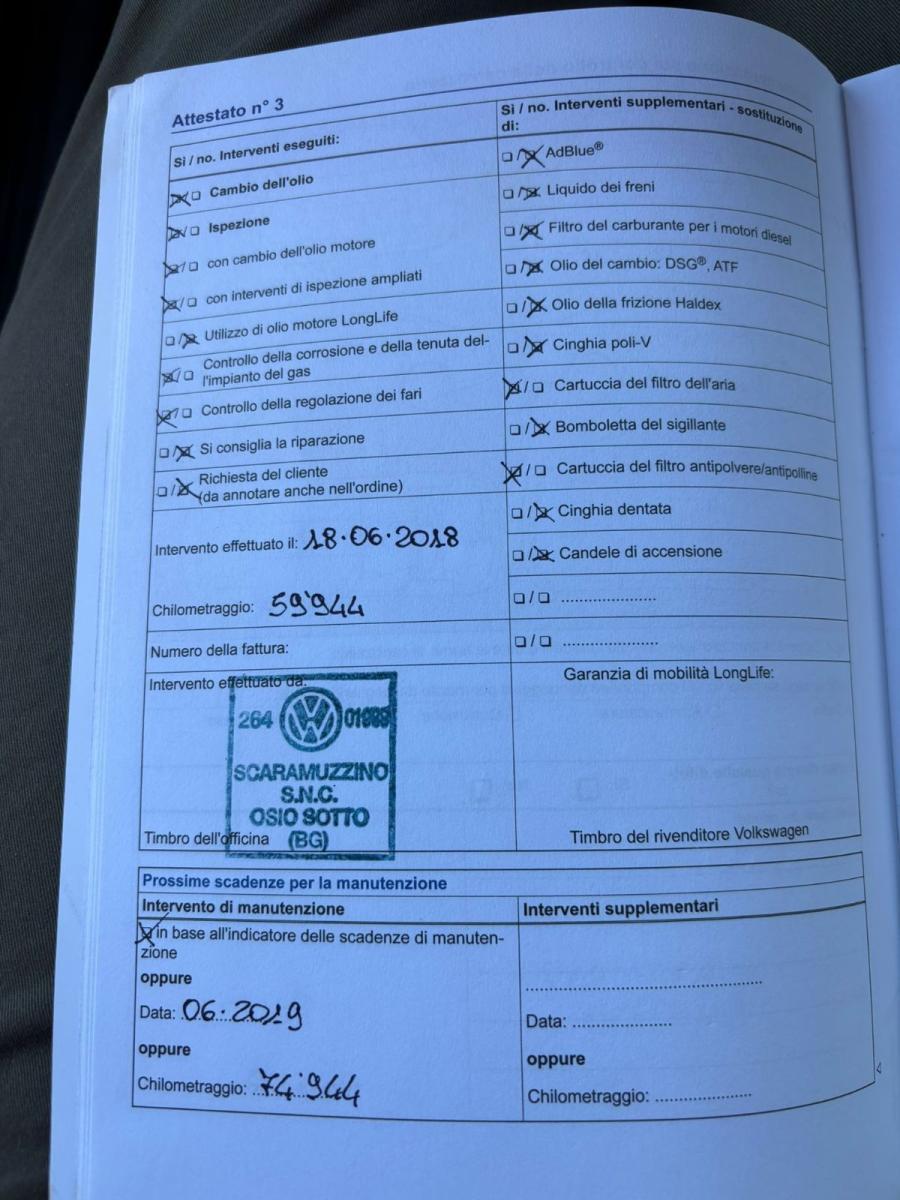 Attestato n° 3
Sì / no. Interventi eseguiti:
☒/☐ Cambio dell'olio
☒/☐ Ispezione
☒/☐ con cambio dell'olio motore
☒/☐ con interventi di ispezione ampliati
☐/☒ Utilizzo di olio motore LongLife
☒/☐ Controllo della corrosione e della tenuta del-
l'impianto del gas
☒/☐ Controllo della regolazione dei fari
☐/☒ Si consiglia la riparazione
☐/☒ Richiesta del cliente
(da annotare anche nell'ordine)
Intervento effettuato il: 18.06.2018
Chilometraggio: 59'944
Numero della fattura:
Intervento effettuato da:
264 VW
SCARAMUZZINO
S.N.C.
OSIO SOTTO
(BG)
Timbro dell'officina
Sì / no. Interventi supplementari - sostituzione
di:
☐/☒ AdBlue®
☐/☒ Liquido dei freni
☐/☒ Filtro del carburante per i motori diesel
☐/☒ Olio del cambio: DSG®, ATF
☐/☒ Olio della frizione Haldex
☐/☒ Cinghia poli-V
☒/☐ Cartuccia del filtro dell'aria
☐/☒ Bomboletta del sigillante
☒/☐ Cartuccia del filtro antipolvere/antipolline
☐/☒ Cinghia dentata
☐/☒ Candele di accensione
☐/☐ .....................
☐/☐ .....................
Garanzia di mobilità LongLife:
Timbro del rivenditore Volkswagen
Prossime scadenze per la manutenzione
Intervento di manutenzione
☒ in base all'indicatore delle scadenze di manuten-
zione
oppure
Data: 06.2019
oppure
Chilometraggio: 74'944
Interventi supplementari
.....................
Data: .....................
oppure
Chilometraggio: .....................